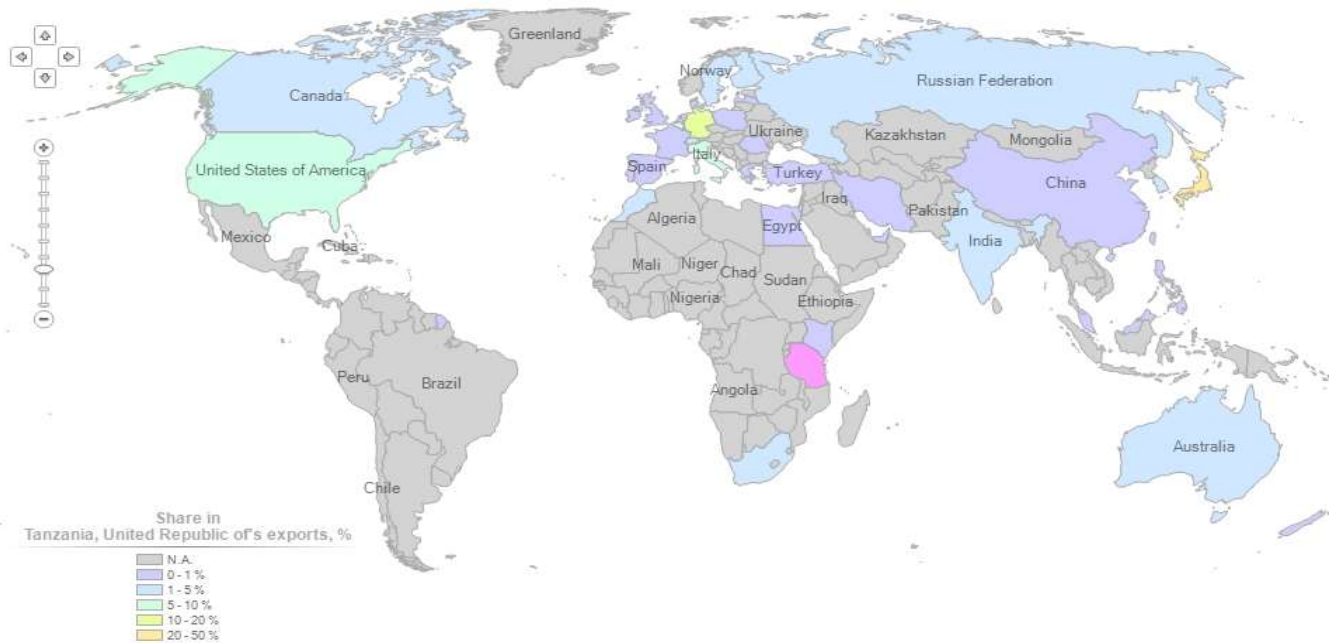 Greenland
Norway
Russian Federation
Canada
Ukraine
Kazakhstan
Mongolia
Italy
United States of America
Spain
Turkey
China
Iraq
Pakistan
Algeria
Egypt
Mexico
Cuba
India
Mali
Niger
Chad
Sudan
Nigeria
Ethiopia
Peru
Brazil
Angola
Australia
Chile
Share in
Tanzania, United Republic of's exports, %
N.A.
0 - 1 %
1 - 5 %
5 - 10 %
10 - 20 %
20 - 50 %